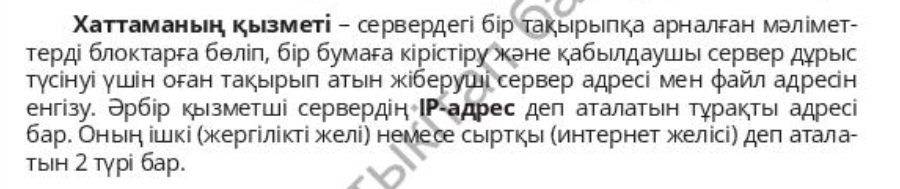 Хаттаманың қызметі – сервердегі бір тақырыпқа арналған мәлімет-
терді блоктарға бөліп, бір бумаға кірістіру және қабылдаушы сервер дұрыс
түсінуі үшін оған тақырып атын жіберуші сервер адресі мен файл адресін
енгізу. Әрбір қызметші сервердің IP-адрес деп аталатын тұрақты адресі
бар. Оның ішкі (жергілікті желі) немесе сыртқы (интернет желісі) деп атала-
тын 2 түрі бар.